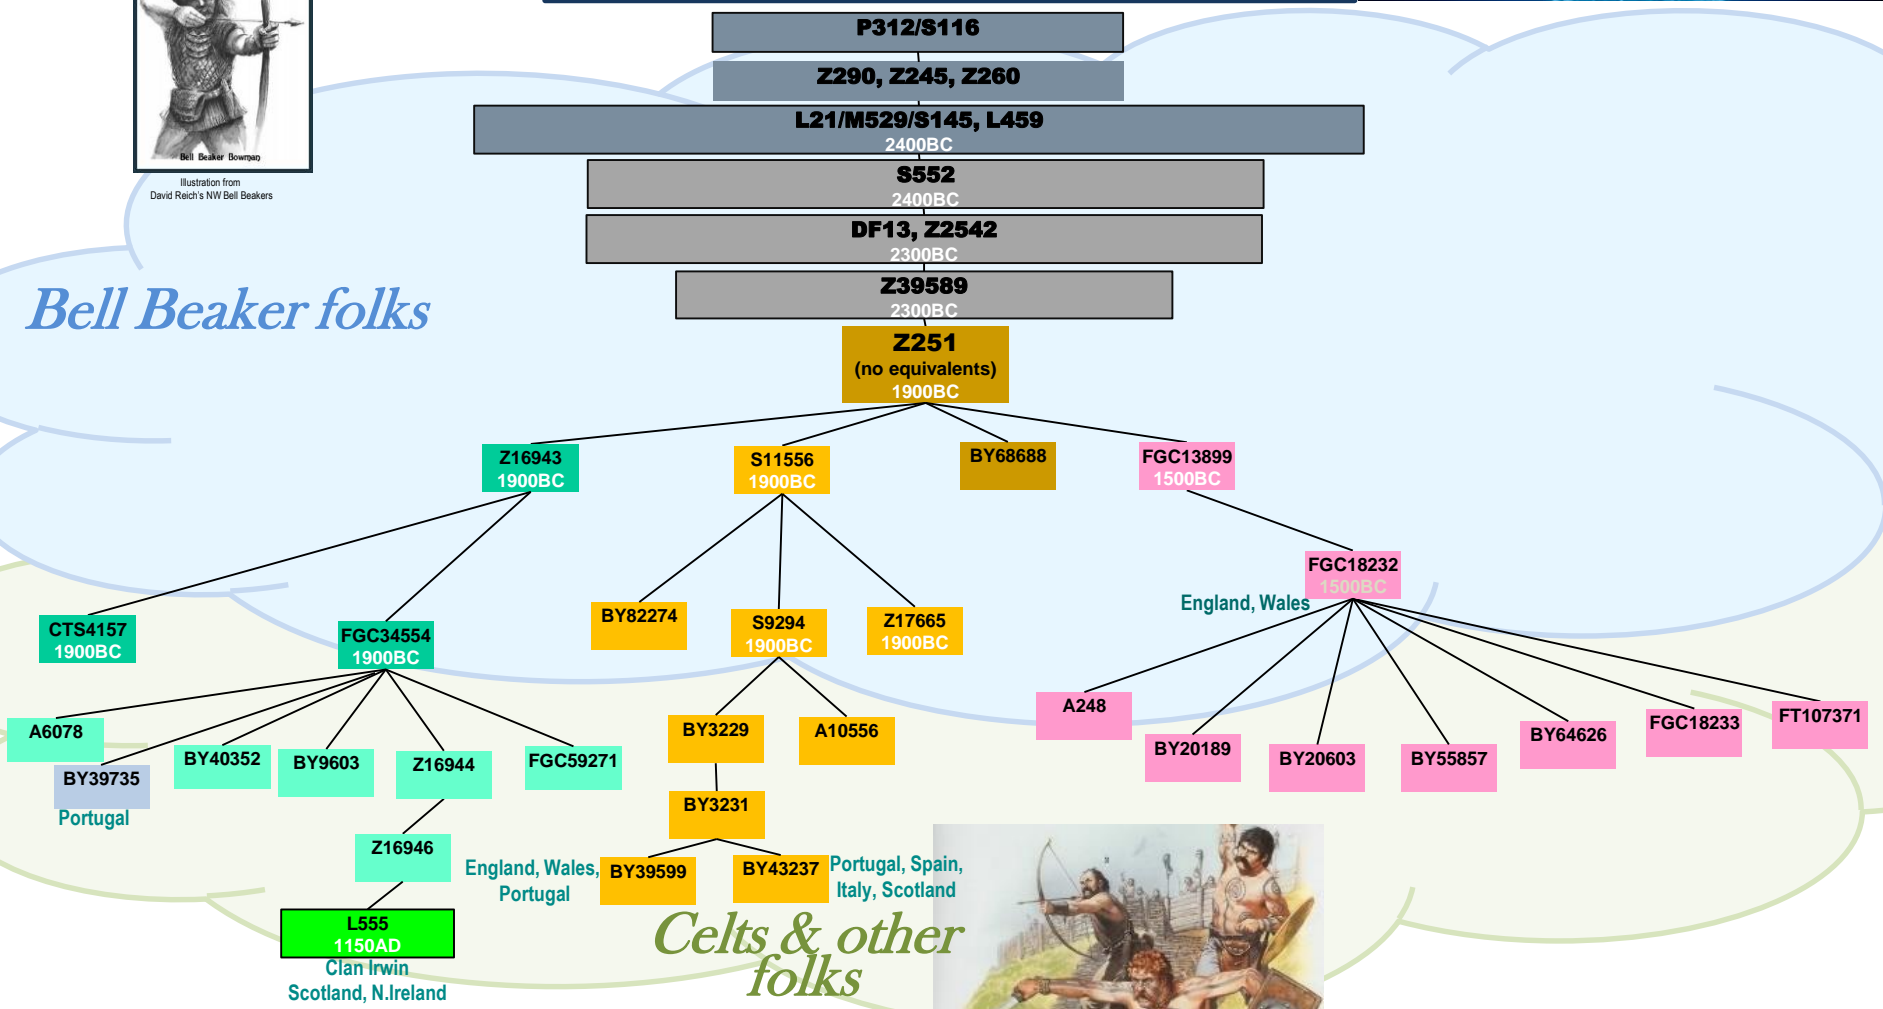 P312/S116
Z290, Z245, Z260
L21/M529/S145, L459
2400BC
Bell Beaker Bowman
S552
2400BC
Illustration from
David Reich's NW Bell Beakers
DF13, Z2542
2300BC
Z39589
2300BC
Bell Beaker folks
Z251
(no equivalents)
1900BC
Z16943
1900BC
S11556
1900BC
BY68688
FGC13899
1500BC
FGC18232
1500BC
England, Wales
CTS4157
1900BC
FGC34554
1900BC
BY82274
S9294
1900BC
Z17665
1900BC
A6078
BY39735
Portugal
BY40352
BY9603
Z16944
FGC59271
BY3229
A10556
A248
BY20189
BY20603
BY55857
BY64626
FGC18233
FT107371
BY3231
Z16946
England, Wales,
Portugal
BY39599
BY43237
Portugal, Spain,
Italy, Scotland
L555
1150AD
Clan Irwin
Scotland, N.Ireland
Celts & other
folks